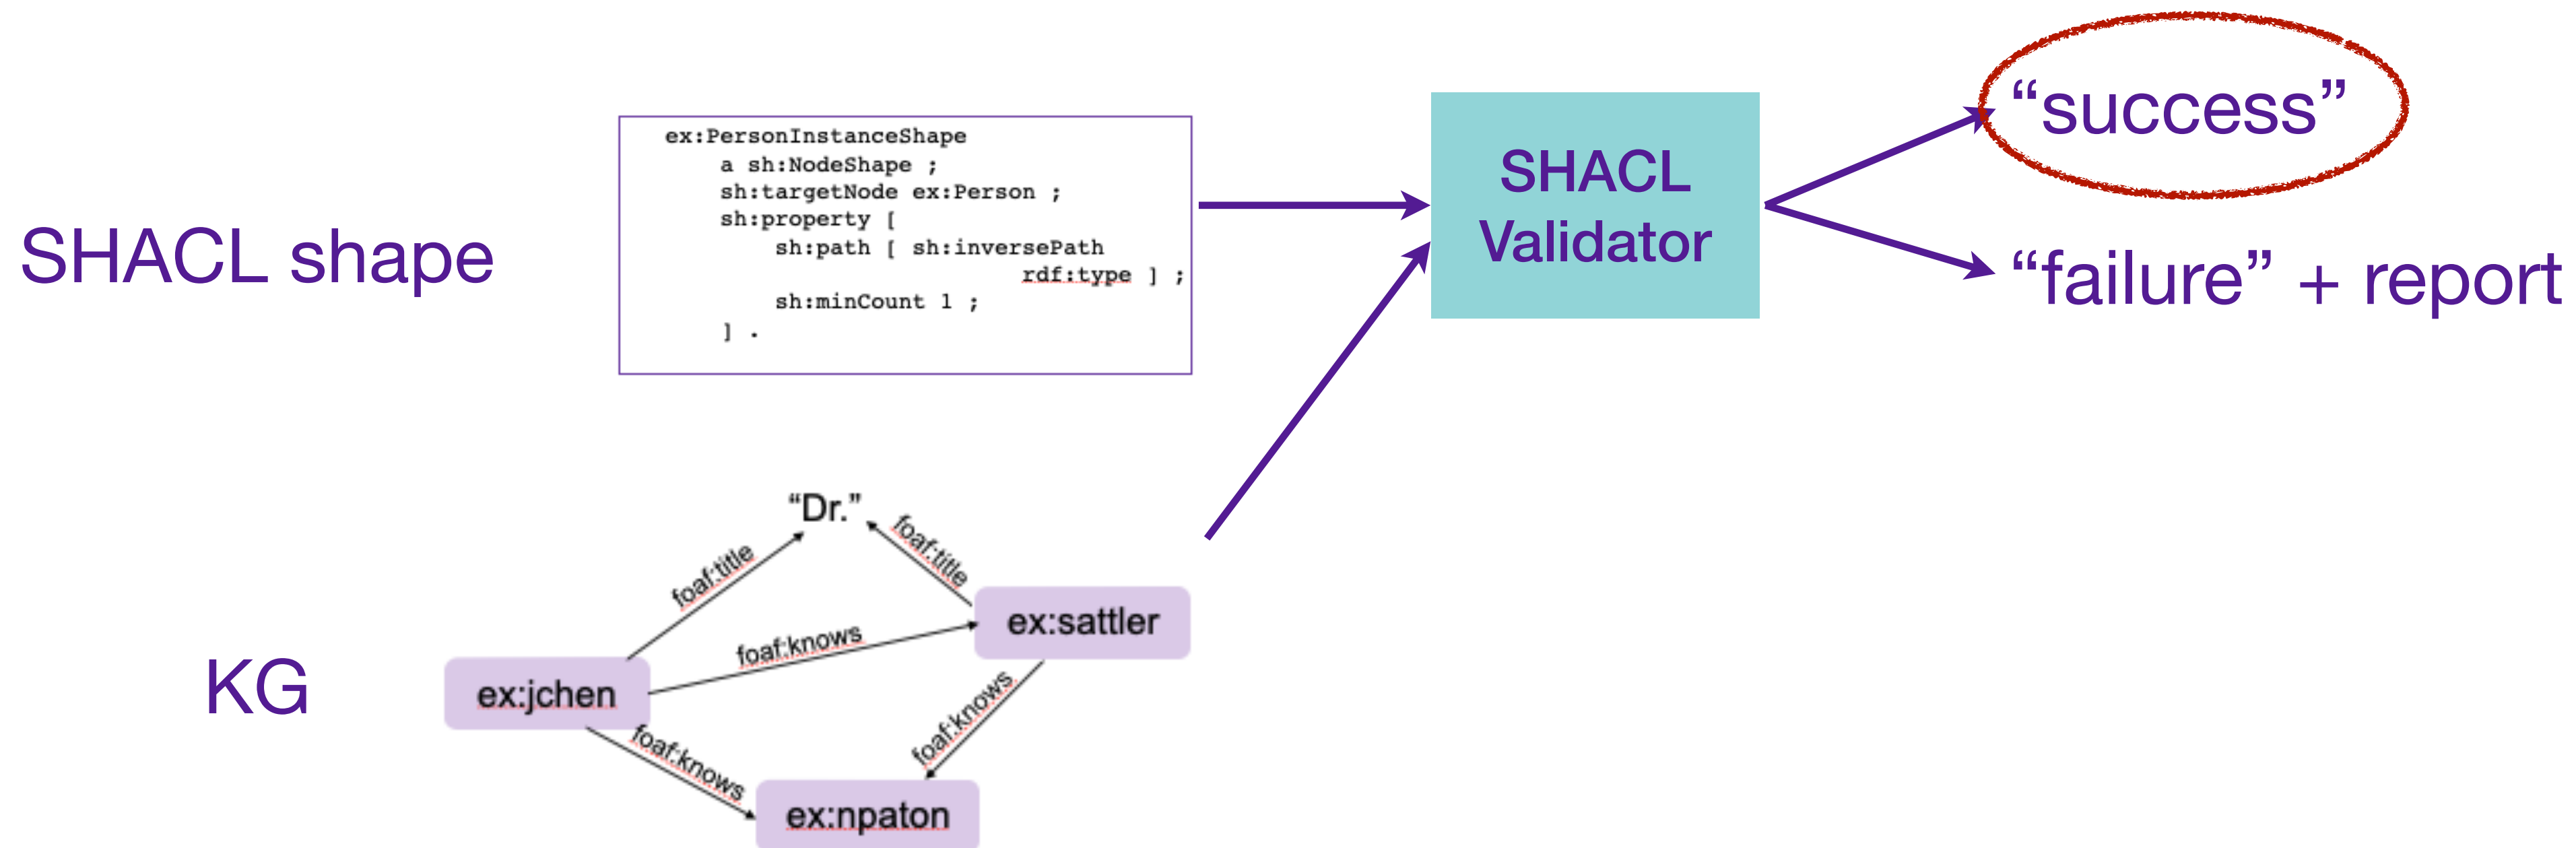 SHACL shape
ex:PersonInstanceShape
a sh:NodeShape ;
sh:targetNode ex:Person ;
sh:property [
sh:path [ sh:inversePath
rdf:type ] ;
sh:minCount 1 ;
] .
SHACL
Validator
“success”
“failure” + report
KG
“Dr.”
foaf:title
foaf:title
ex:sattler
foaf:knows
ex:jchen
foaf:knows
foaf:knows
ex:npaton